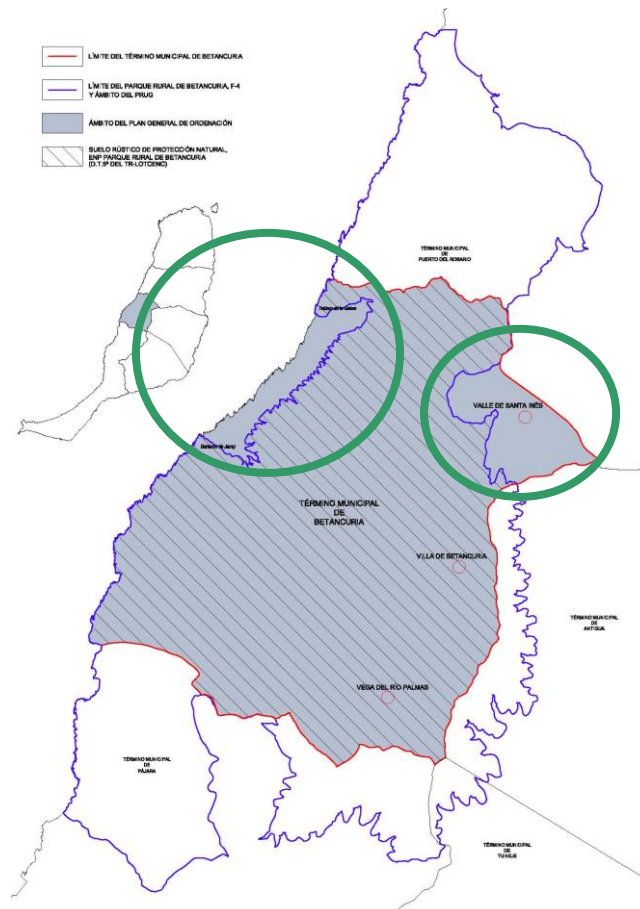 LÍMITE DEL TÉRMINO MUNICIPAL DE BETANCURIA
LÍMITE DEL PARQUE RURAL DE BETANCURIA, F-4
Y ÁMBITO DEL PRUG
ÁMBITO DEL PLAN GENERAL DE ORDENACIÓN
SUELO RÚSTICO DE PROTECCIÓN NATURAL,
ENP PARQUE RURAL DE BETANCURIA
(D.T.5ª DEL TR-LOTCENC)
TÉRMINO MUNICIPAL
DE
PUERTO DEL ROSARIO
VALLE DE SANTA INÉS
TÉRMINO MUNICIPAL
DE
BETANCURIA
VILLA DE BETANCURIA
TÉRMINO MUNICIPAL
DE
ANTIGUA
VEGA DEL RÍO PALMAS
TÉRMINO MUNICIPAL
DE
PÁJARA
TÉRMINO MUNICIPAL
DE
TUINEJE